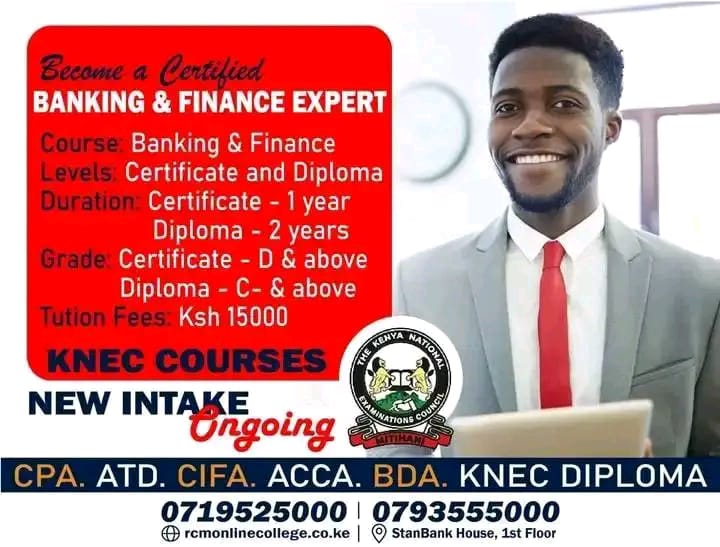 Become a Certified
BANKING & FINANCE EXPERT
Course: Banking & Finance
Levels: Certificate and Diploma
Duration: Certificate - 1 year
Diploma - 2 years
Grade: Certificate - D & above
Diploma - C- & above
Tution Fees: Ksh 15000
KNEC COURSES
NEW INTAKE
Ongoing
THE KENYA NATIONAL
EXAMINATIONS COUNCIL
MITIHANI
CPA. ATD. CIFA. ACCA. BDA. KNEC DIPLOMA
0719525000 | 0793555000
rcmonlinecollege.co.ke | StanBank House, 1st Floor